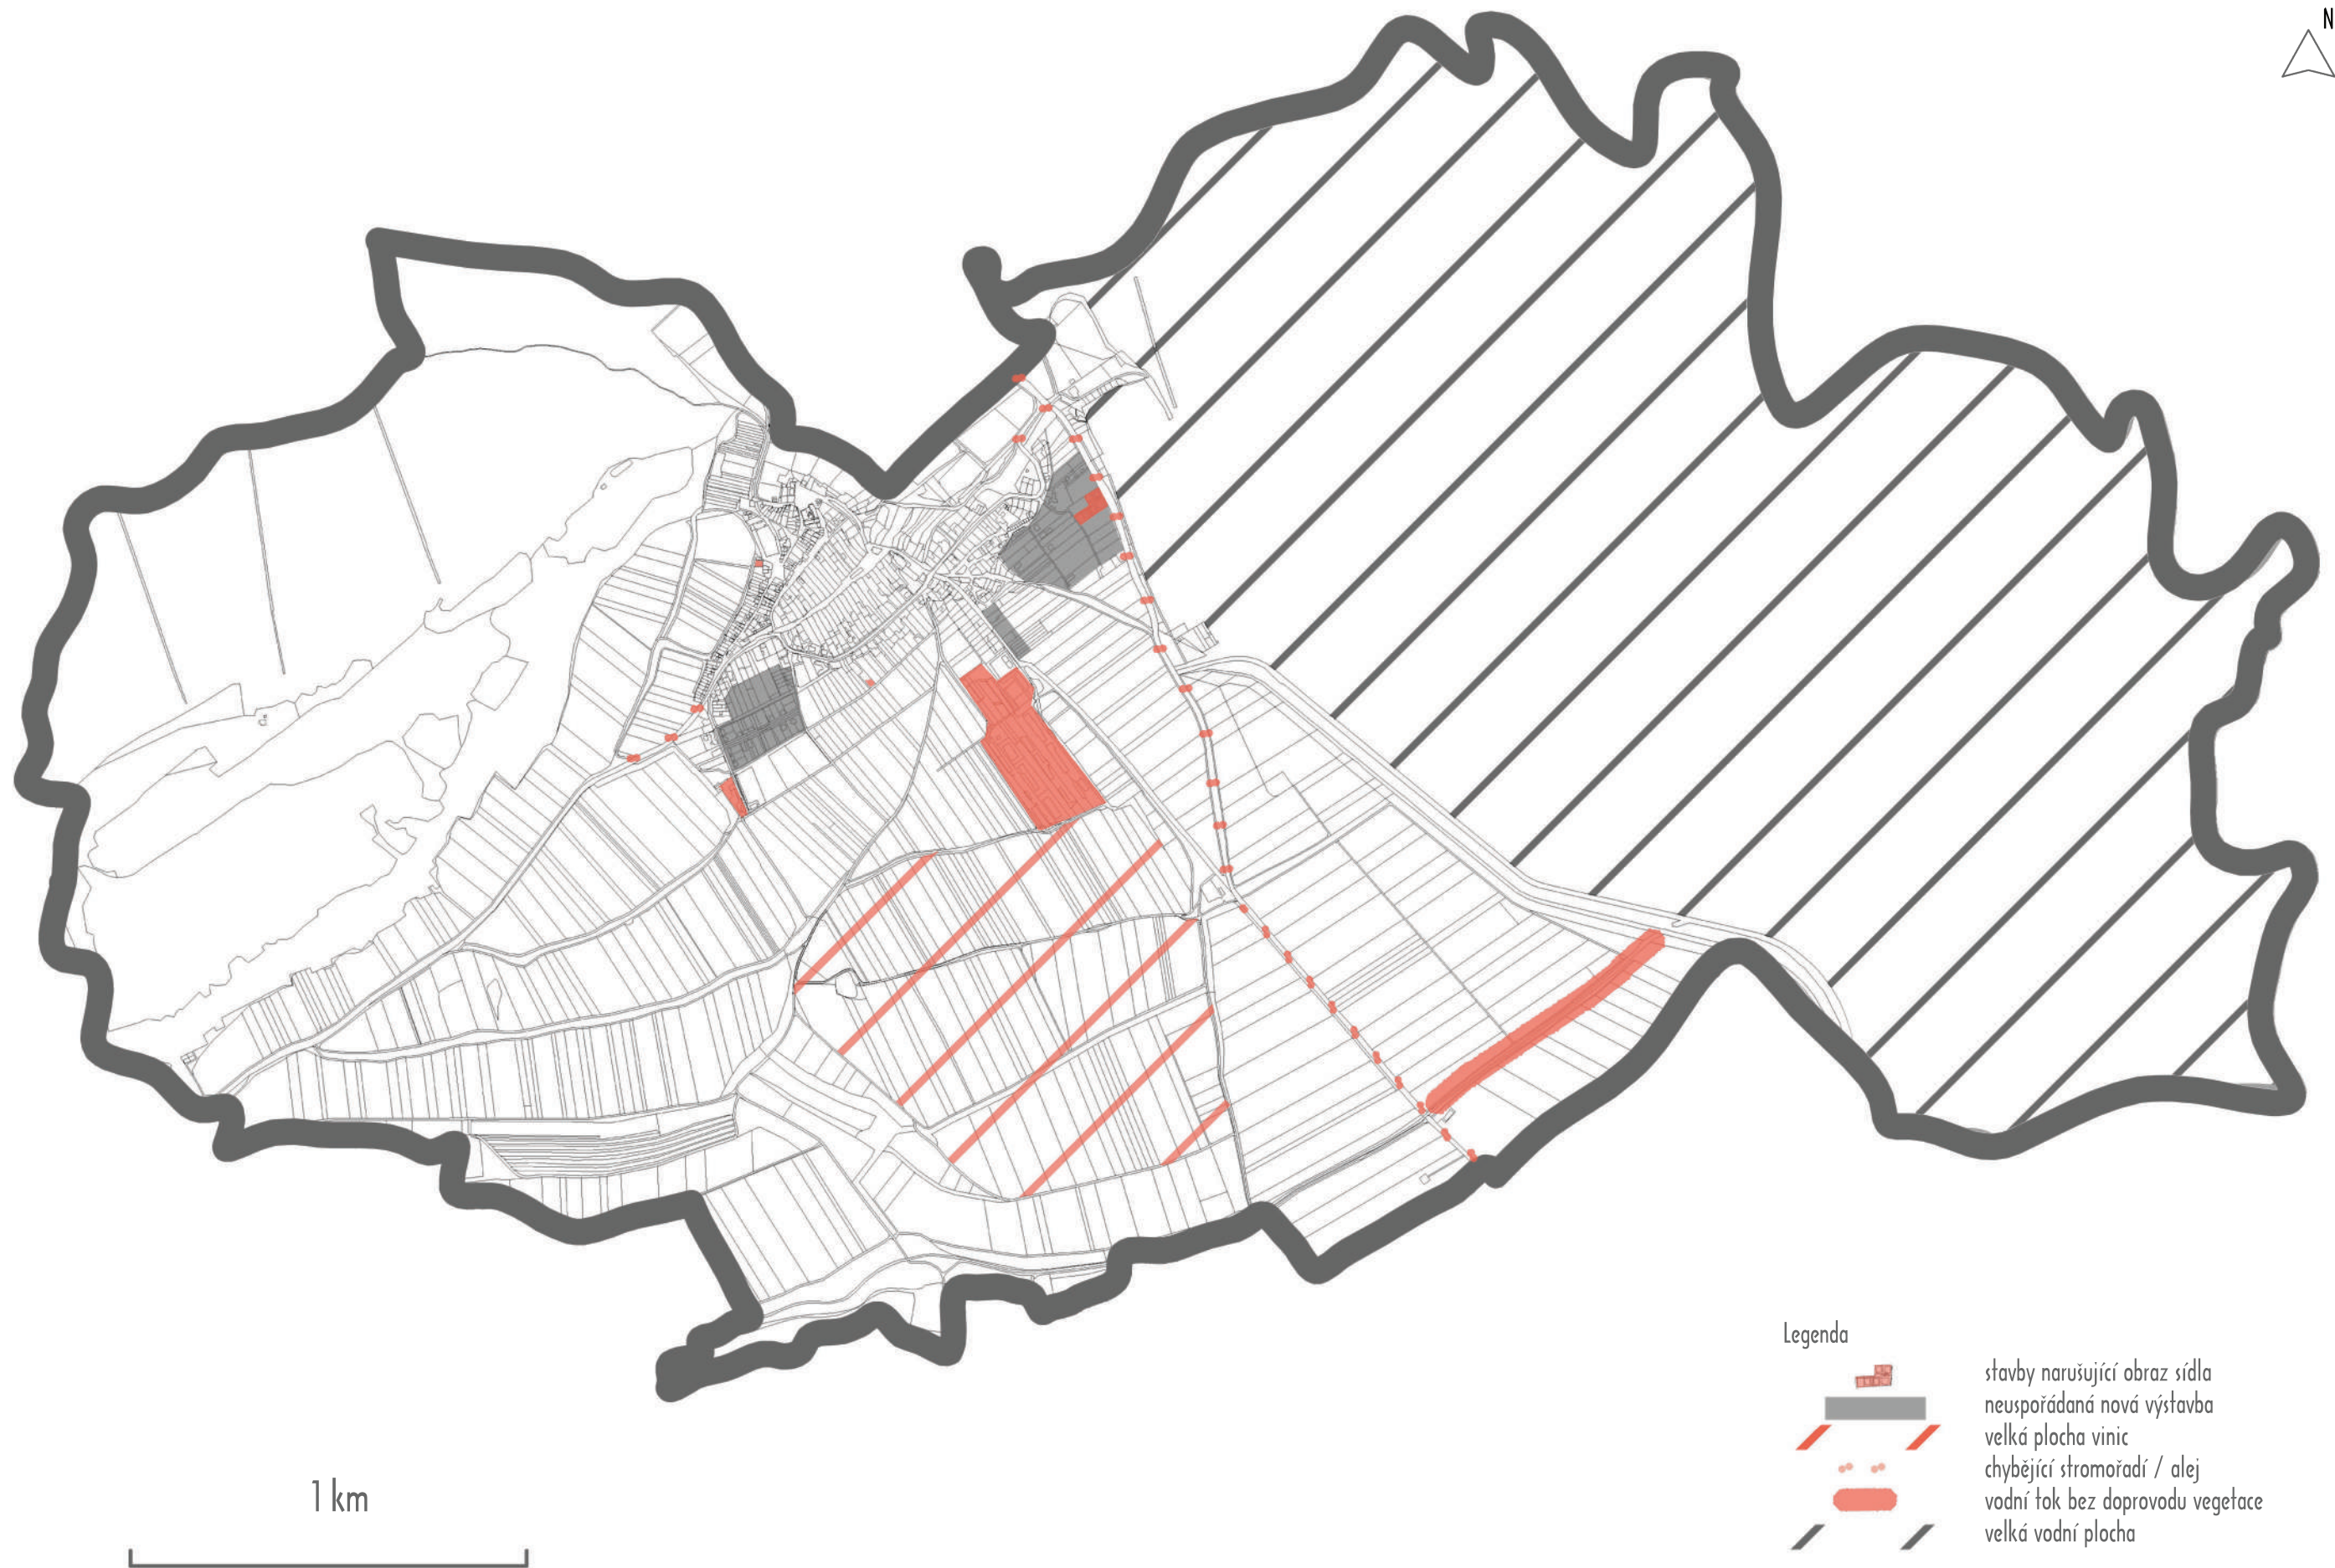 N
Legenda
stavby narušující obraz sídla
neuspořádaná nová výstavba
velká plocha vinic
chybějící stromořadí / alej
vodní tok bez doprovodu vegetace
velká vodní plocha
1 km